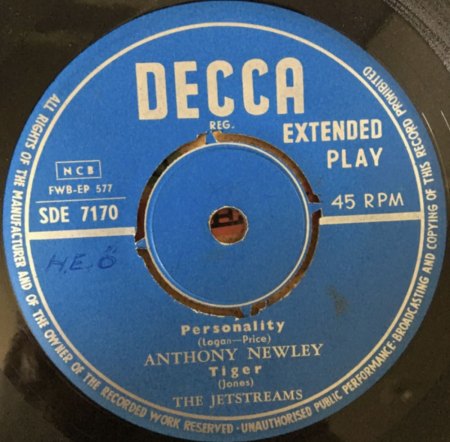 DECCA
REG.
EXTENDED
PLAY
NCB
FWB-EP 577
SDE 7170
45 RPM
H.E.Ö
Personality
(Logan—Price)
ANTHONY NEWLEY
Tiger
(Jones)
THE JETSTREAMS
ALL RIGHTS OF THE MANUFACTURER AND OF THE OWNER OF THE RECORDED WORK RESERVED · UNAUTHORISED PUBLIC PERFORMANCE · BROADCASTING AND COPYING OF THIS RECORD PROHIBITED